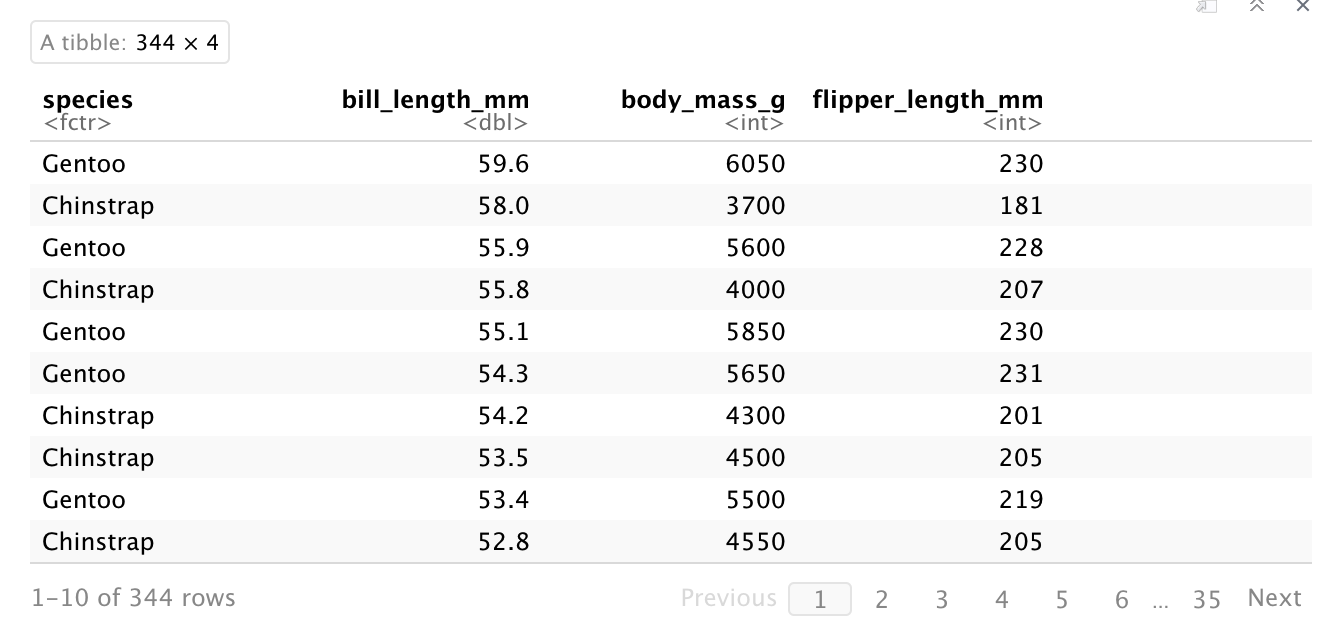 A tibble: 344 × 4
species bill_length_mm body_mass_g flipper_length_mm
<fctr> <dbl> <int> <int>
Gentoo 59.6 6050 230
Chinstrap 58.0 3700 181
Gentoo 55.9 5600 228
Chinstrap 55.8 4000 207
Gentoo 55.1 5850 230
Gentoo 54.3 5650 231
Chinstrap 54.2 4300 201
Chinstrap 53.5 4500 205
Gentoo 53.4 5500 219
Chinstrap 52.8 4550 205
1–10 of 344 rows Previous 1 2 3 4 5 6 ... 35 Next